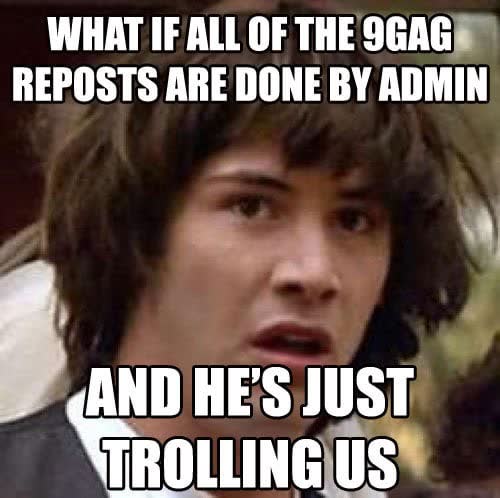 WHAT IF ALL OF THE 9GAG
REPOSTS ARE DONE BY ADMIN
AND HE'S JUST
TROLLING US